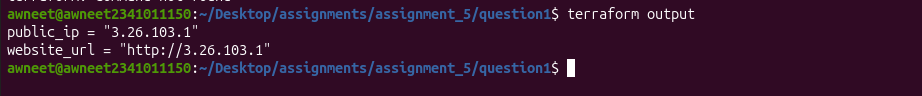 awneet@awneet2341011150:~/Desktop/assignments/assignment_5/question1$ terraform output
public_ip = "3.26.103.1"
website_url = "http://3.26.103.1"
awneet@awneet2341011150:~/Desktop/assignments/assignment_5/question1$